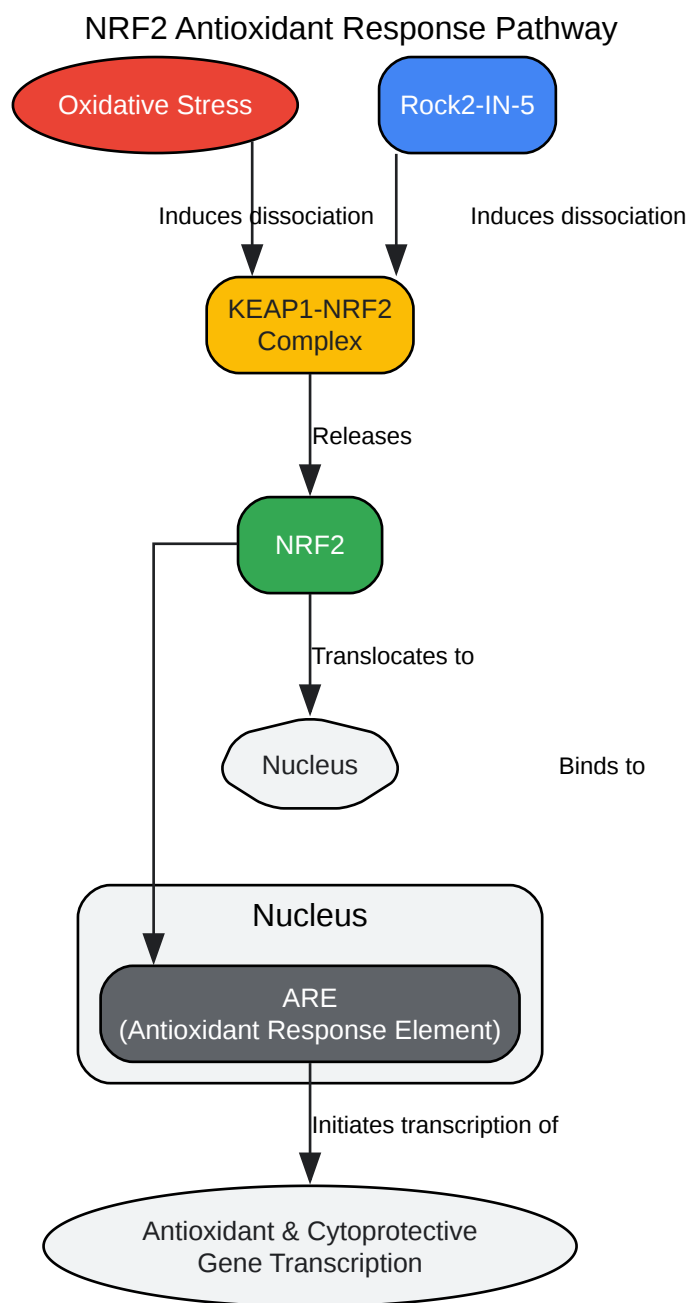 NRF2 Antioxidant Response Pathway
Oxidative Stress
Rock2-IN-5
Induces dissociation
Induces dissociation
KEAP1-NRF2
Complex
Releases
NRF2
Translocates to
Nucleus
Binds to
Nucleus
ARE
(Antioxidant Response Element)
Initiates transcription of
Antioxidant & Cytoprotective
Gene Transcription